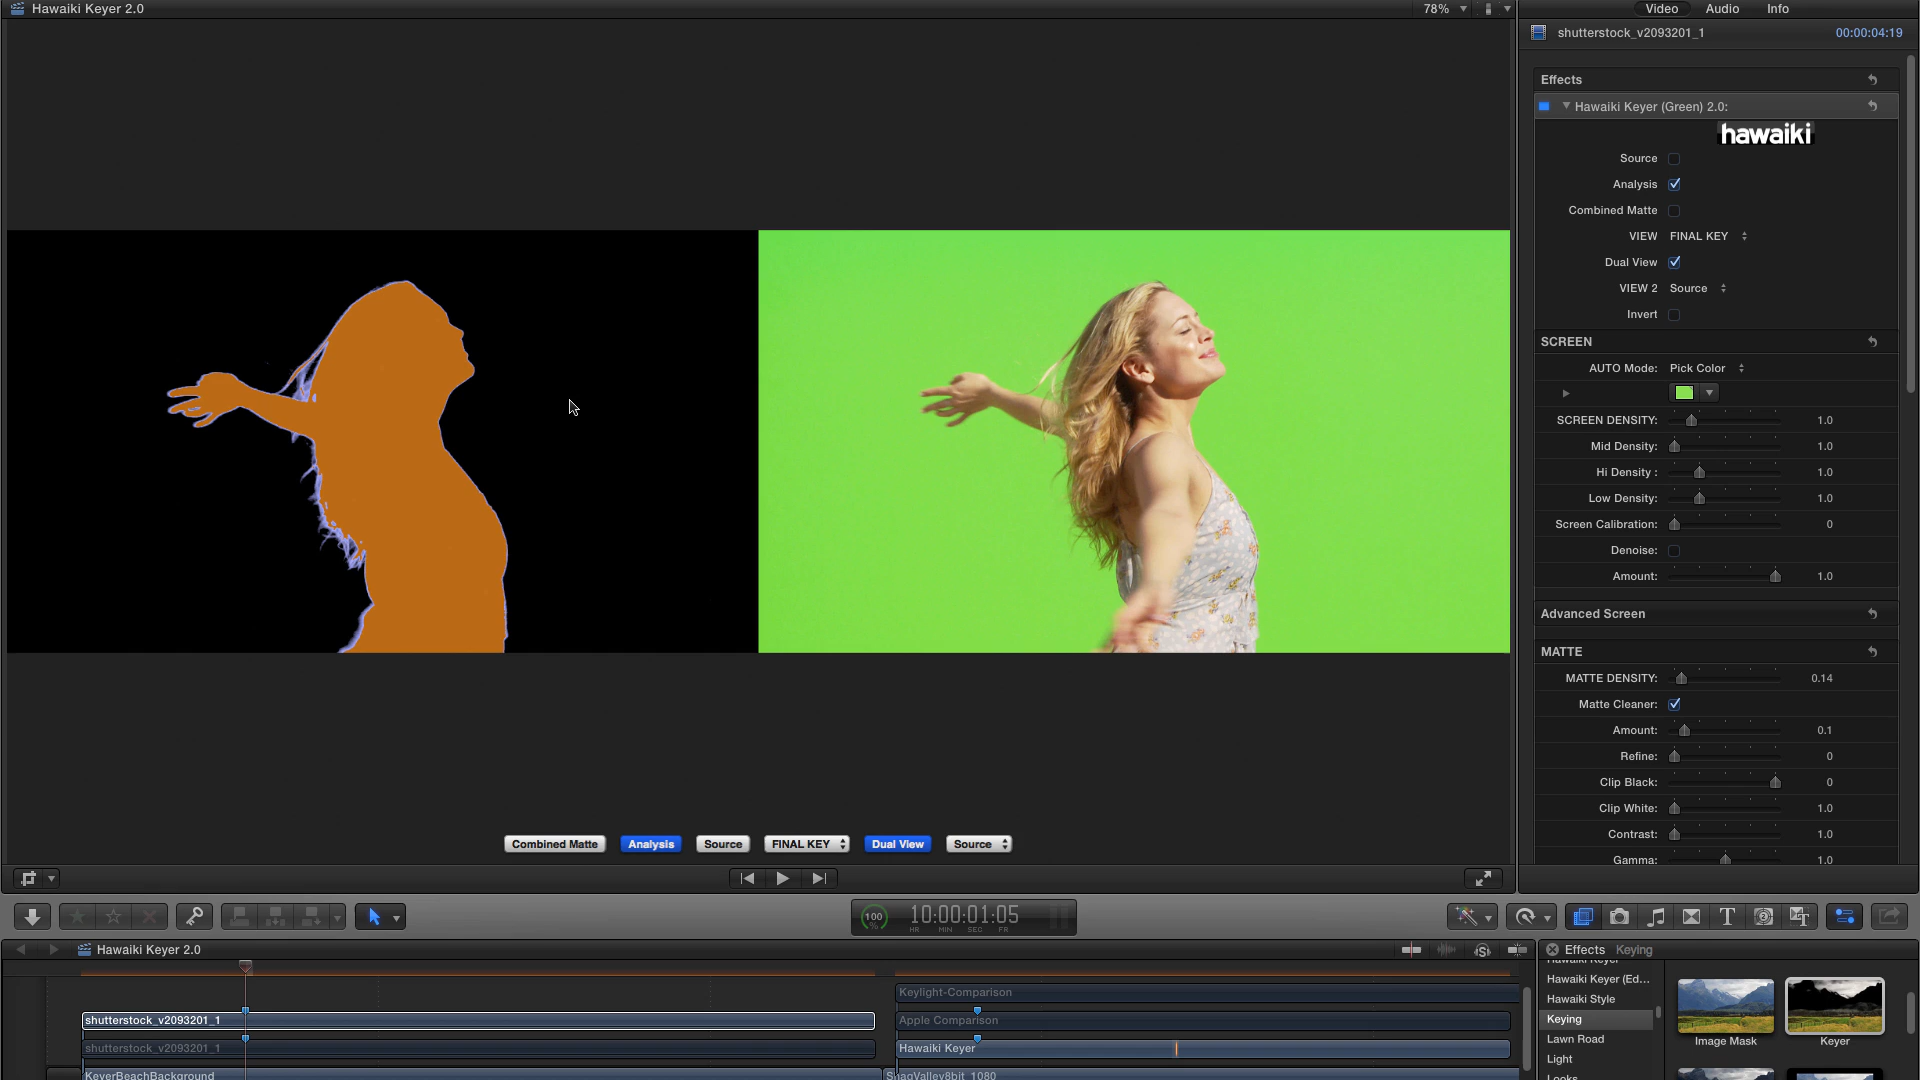 Hawaiki Keyer 2.0
78%
Video Audio Info
shutterstock_v2093201_1
00:00:04:19
Effects
Hawaiki Keyer (Green) 2.0:
hawaiki
Source
Analysis
Combined Matte
VIEW FINAL KEY
Dual View
VIEW 2 Source
Invert
SCREEN
AUTO Mode: Pick Color
SCREEN DENSITY: 1.0
Mid Density: 1.0
Hi Density : 1.0
Low Density: 1.0
Screen Calibration: 0
Denoise:
Amount: 1.0
Advanced Screen
MATTE
MATTE DENSITY: 0.14
Matte Cleaner:
Amount: 0.1
Refine: 0
Clip Black: 0
Clip White: 1.0
Contrast: 1.0
Gamma: 1.0
Combined Matte Analysis Source FINAL KEY Dual View Source
100 %
10:00:01:05
HR MIN SEC FR
Hawaiki Keyer 2.0
Keylight-Comparison
shutterstock_v2093201_1
Apple Comparison
shutterstock_v2093201_1
Hawaiki Keyer
KeyerBeachBackground
SnagValley8bit_1080
Effects Keying
Hawaiki Keyer
Hawaiki Keyer (Ed...
Hawaiki Style
Keying
Lawn Road
Light
Looks
Image Mask
Keyer